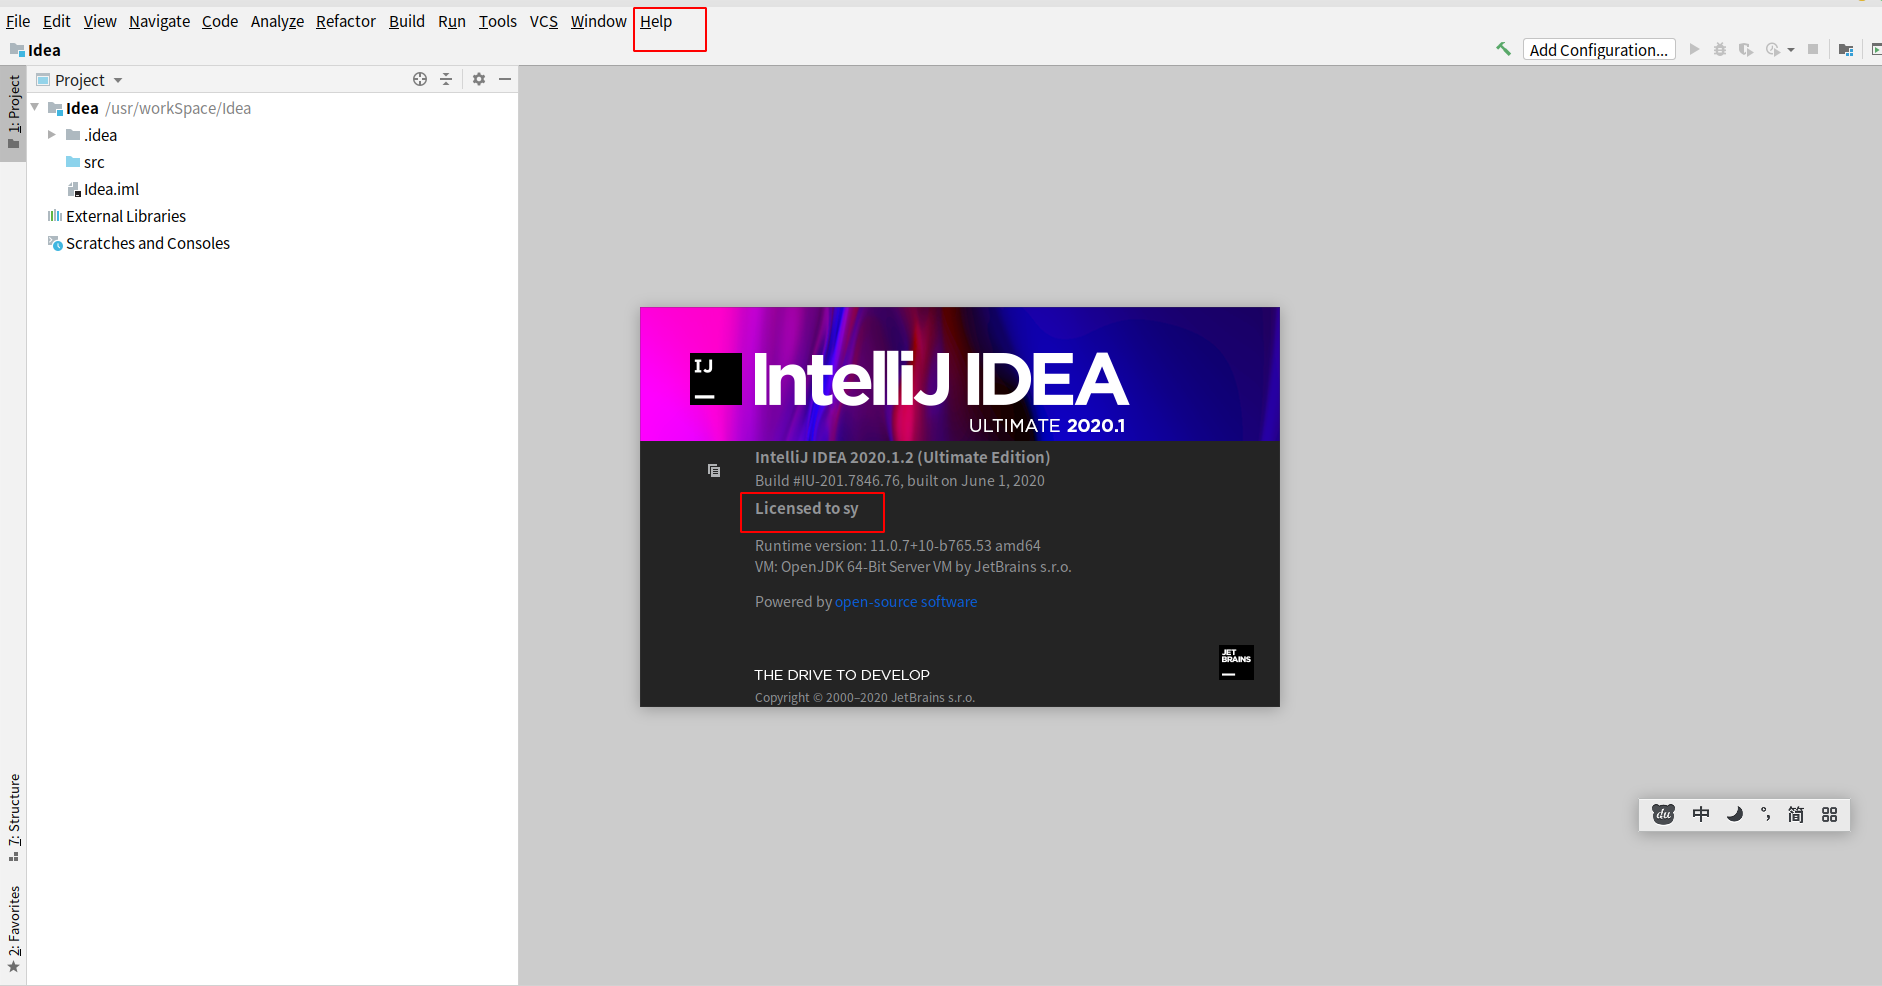 File Edit View Navigate Code Analyze Refactor Build Run Tools VCS Window Help
Idea
Add Configuration...
1: Project
Project
Idea /usr/workSpace/Idea
.idea
src
Idea.iml
External Libraries
Scratches and Consoles
IJ
IntelliJ IDEA
ULTIMATE 2020.1
IntelliJ IDEA 2020.1.2 (Ultimate Edition)
Build #IU-201.7846.76, built on June 1, 2020
Licensed to sy
Runtime version: 11.0.7+10-b765.53 amd64
VM: OpenJDK 64-Bit Server VM by JetBrains s.r.o.
Powered by open-source software
JET
BRAINS
THE DRIVE TO DEVELOP
Copyright © 2000–2020 JetBrains s.r.o.
7: Structure
2: Favorites
du 中 °, 简